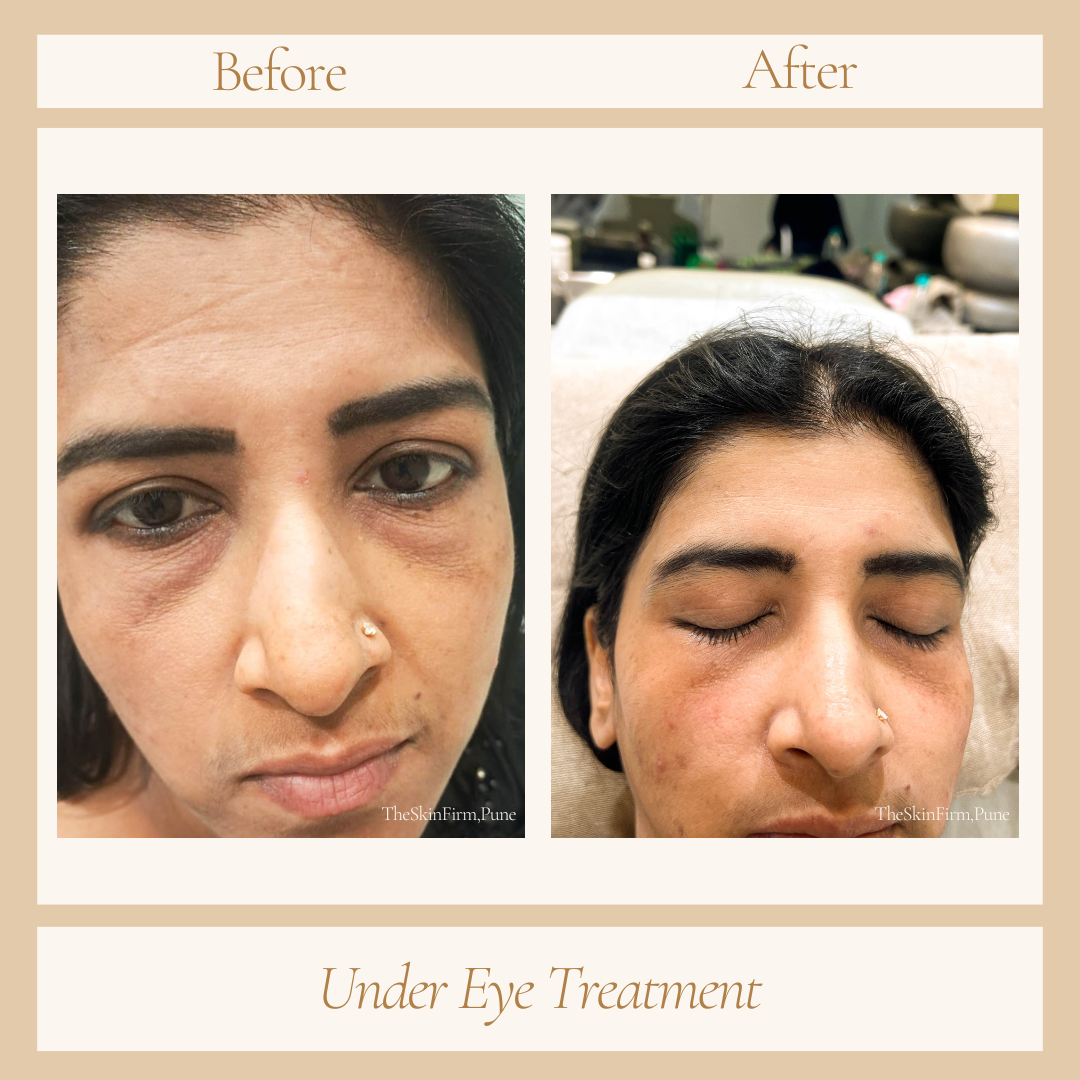 Before
After
TheSkinFirm,Pune
TheSkinFirm,Pune
Under Eye Treatment